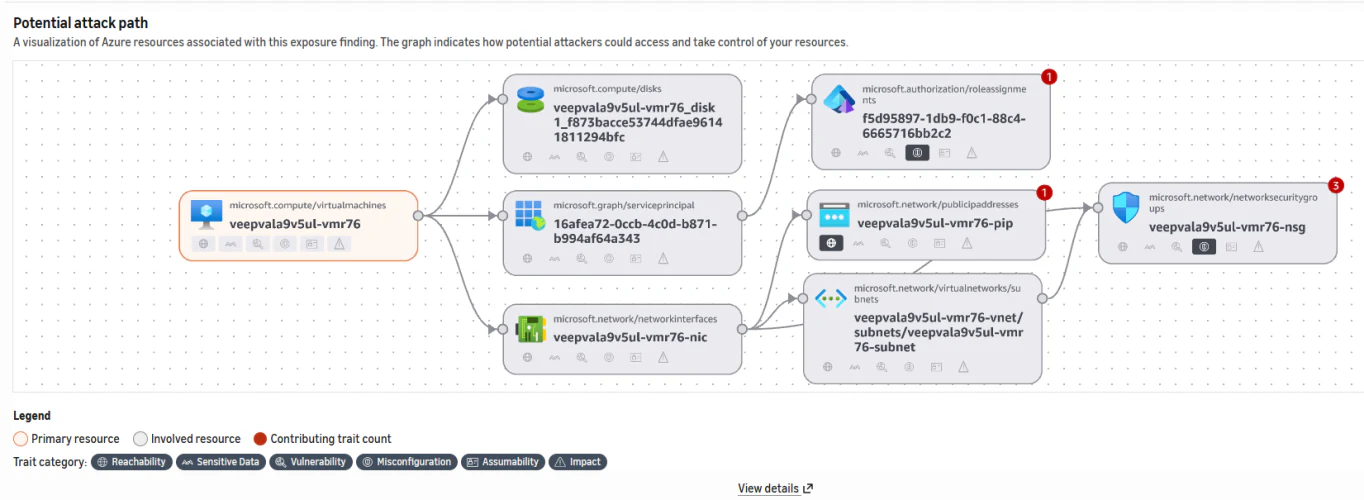 Potential attack path
A visualization of Azure resources associated with this exposure finding. The graph indicates how potential attackers could access and take control of your resources.
microsoft.compute/virtualmachines
veepvala9v5ul-vmr76
microsoft.compute/disks
veepvala9v5ul-vmr76_disk
1_f873bacce53744dfae9614
1811294bfc
microsoft.graph/serviceprincipal
16afea72-0ccb-4c0d-b871-
b994af64a343
microsoft.network/networkinterfaces
veepvala9v5ul-vmr76-nic
1
microsoft.authorization/roleassignme
nts
f5d95897-1db9-f0c1-88c4-
6665716bb2c2
1
microsoft.network/publicipaddresses
veepvala9v5ul-vmr76-pip
microsoft.network/virtualnetworks/su
bnets
veepvala9v5ul-vmr76-vnet/
subnets/veepvala9v5ul-vmr
76-subnet
3
microsoft.network/networksecuritygro
ups
veepvala9v5ul-vmr76-nsg
Legend
Primary resource Involved resource Contributing trait count
Trait category: Reachability Sensitive Data Vulnerability Misconfiguration Assumability Impact
View details